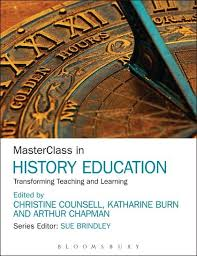 MasterClass in
HISTORY EDUCATION
Transforming Teaching and Learning
Edited by
CHRISTINE COUNSELL, KATHARINE BURN
AND ARTHUR CHAPMAN
Series Editor: SUE BRINDLEY
BLOOMSBURY